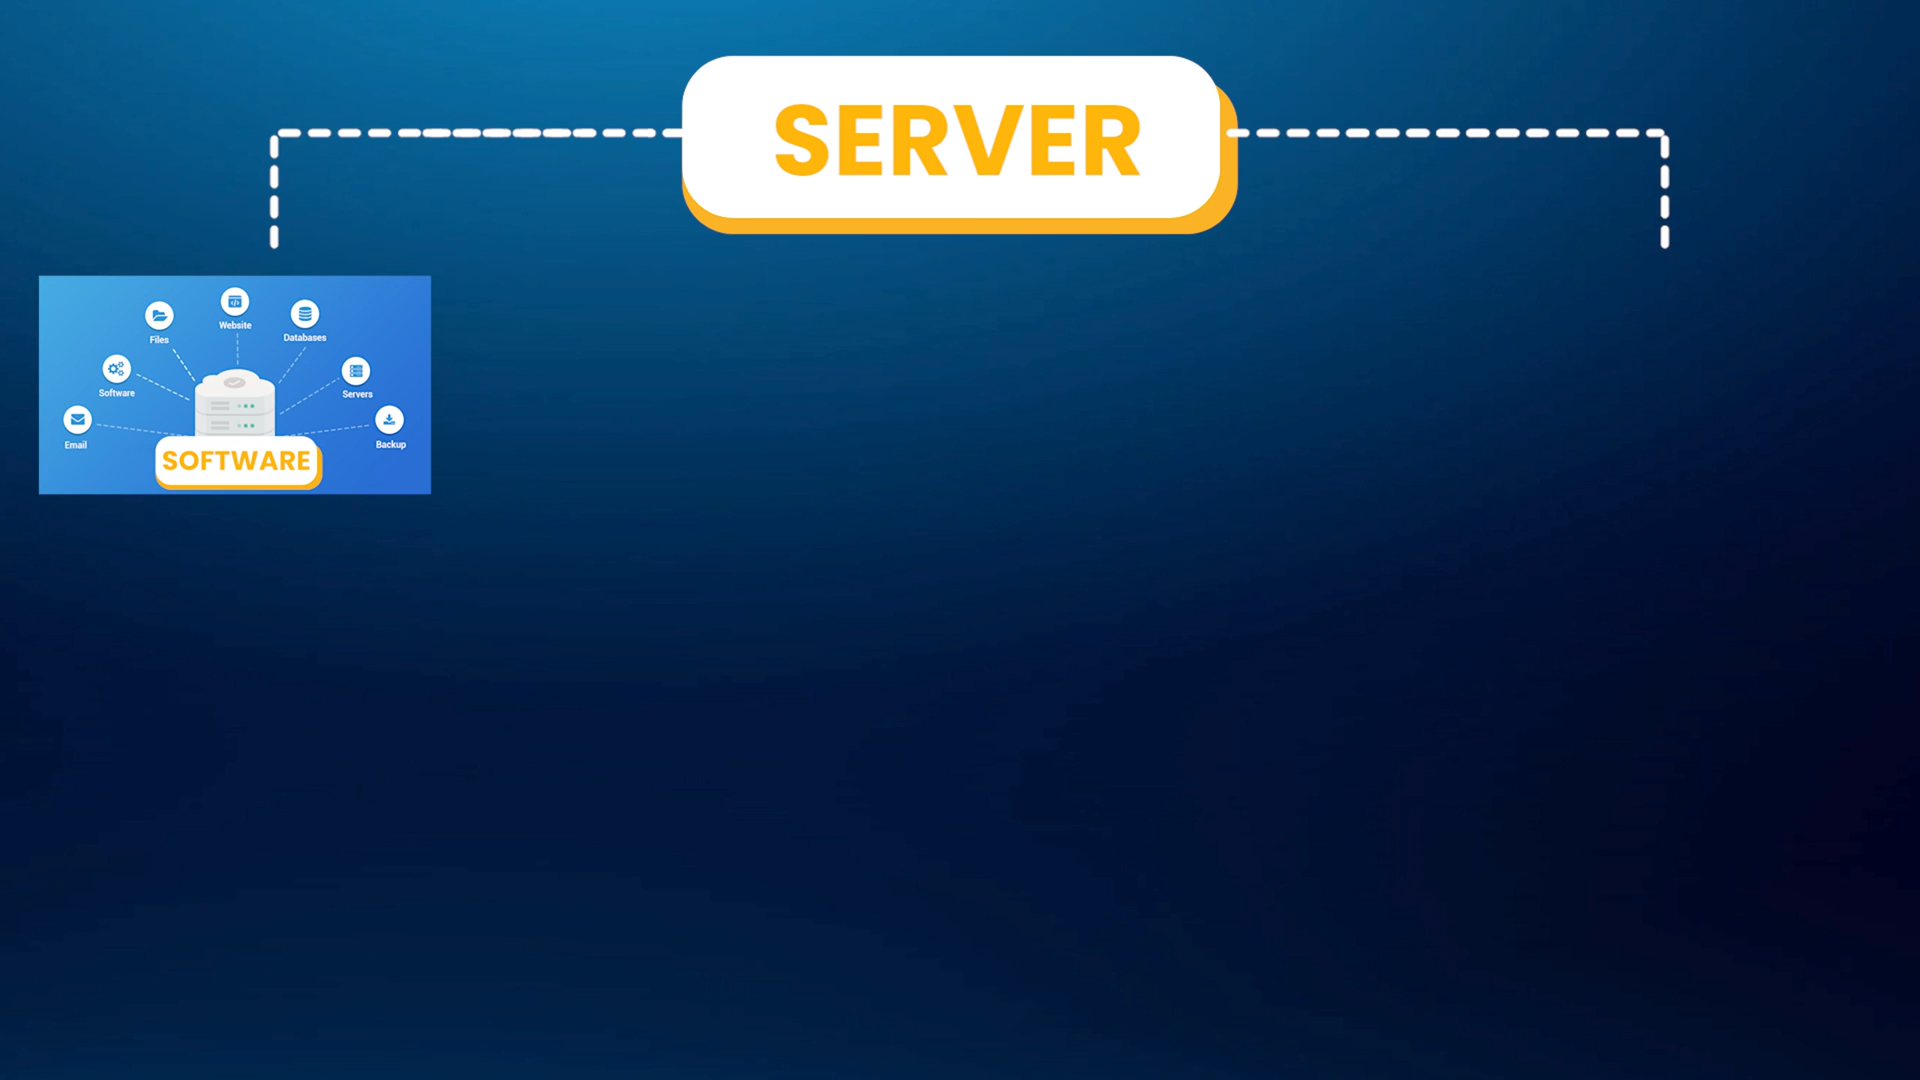 SERVER
Website
Files
Databases
Software
Servers
Email
Backup
SOFTWARE